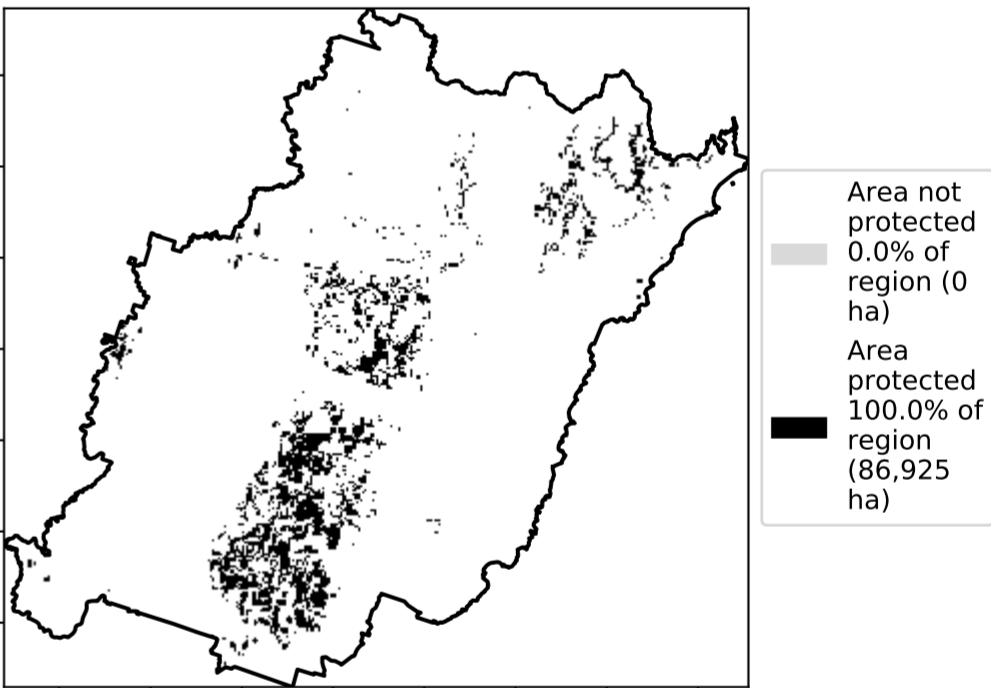 Area not
protected
0.0% of
region (0
ha)
Area
protected
100.0% of
region
(86,925
ha)